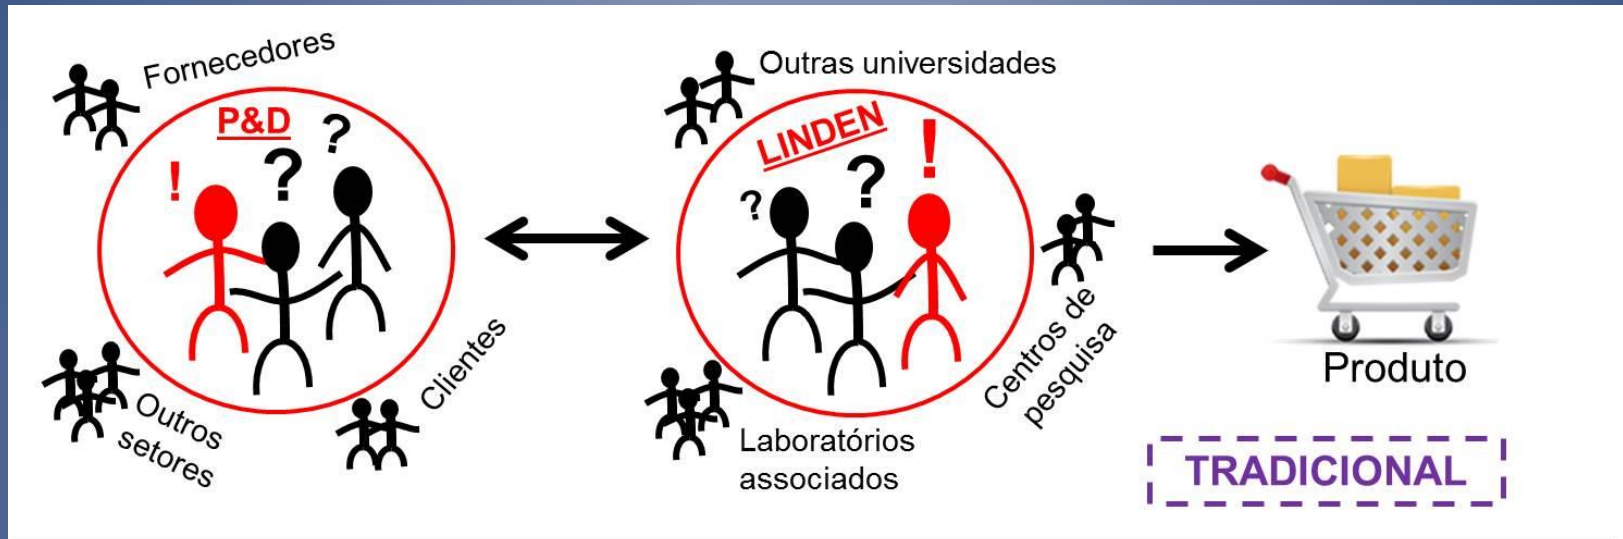 Fornecedores
P&D
!
?
?
Outros
setores
Clientes
Outras universidades
LINDEN
?
?
!
Centros de
pesquisa
Laboratórios
associados
Produto
TRADICIONAL